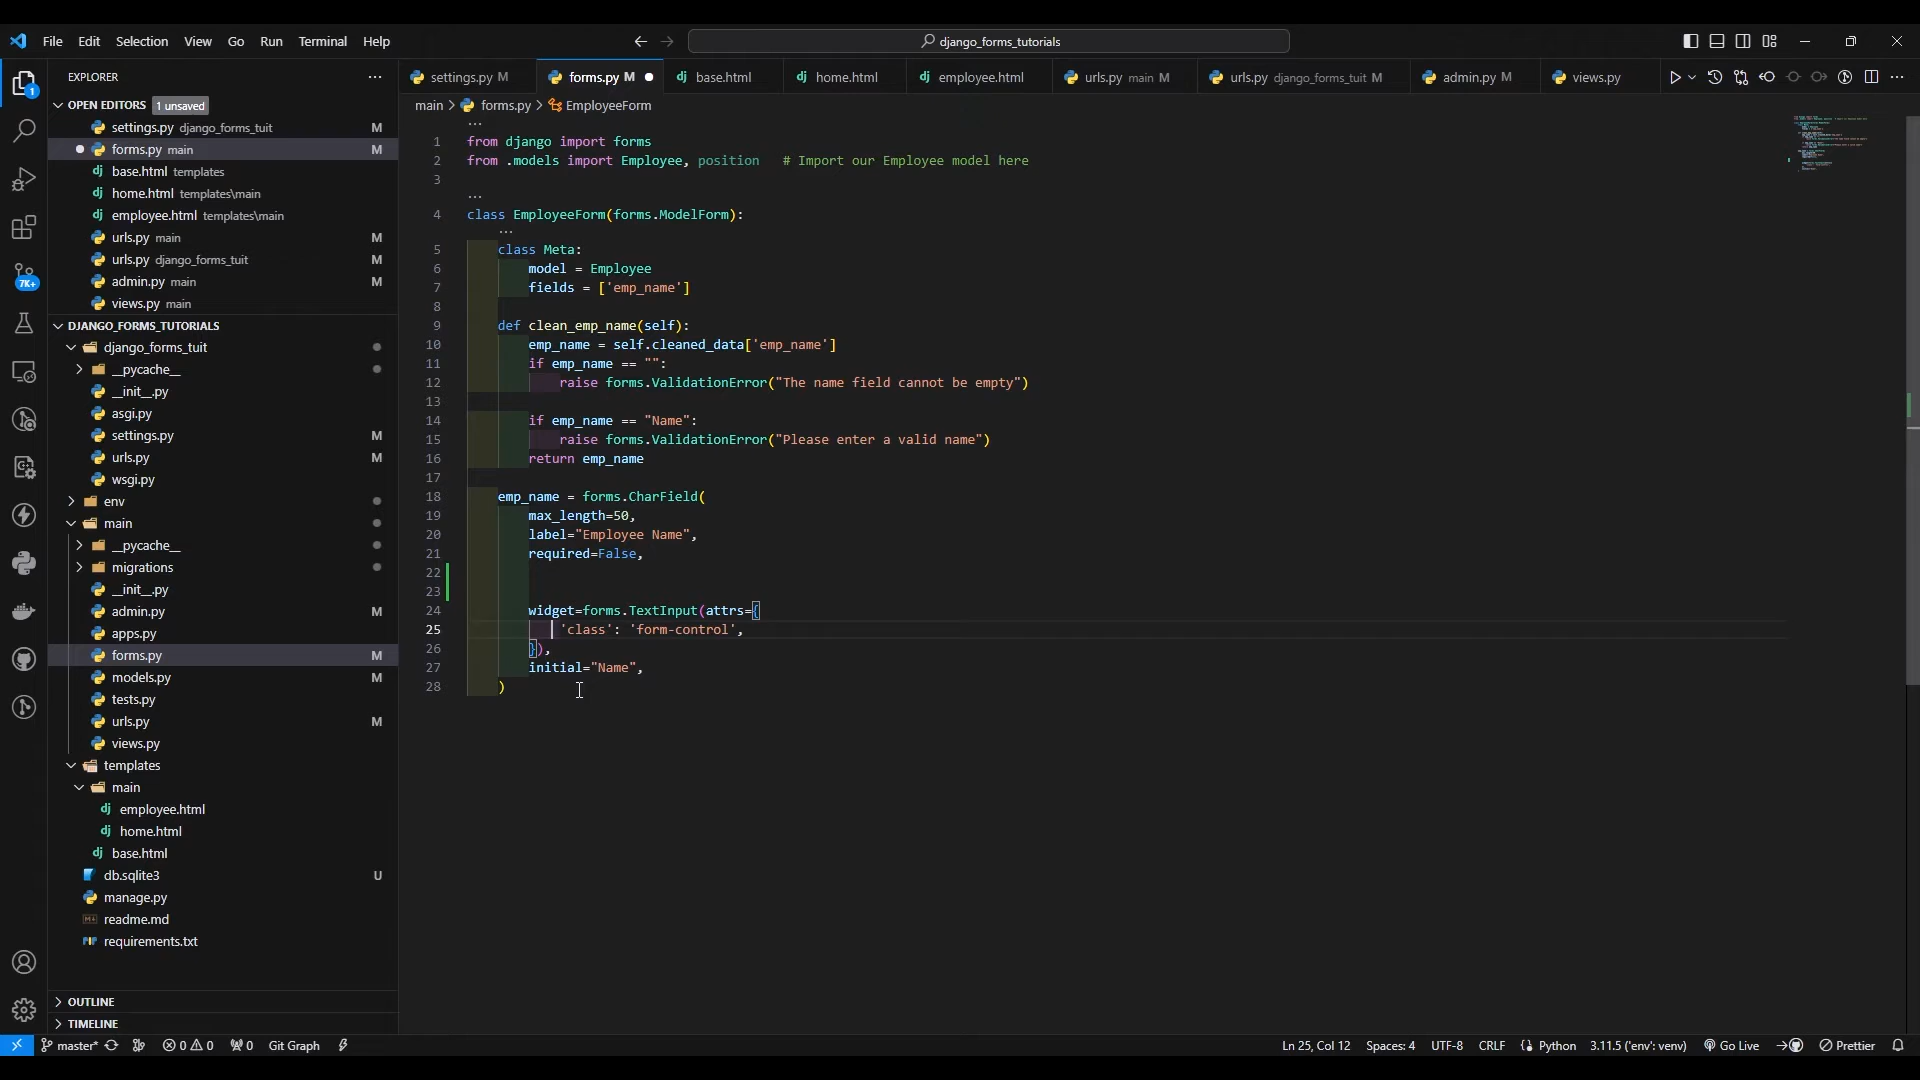 File Edit Selection View Go Run Terminal Help
django_forms_tutorials
EXPLORER
OPEN EDITORS 1 unsaved
settings.py django_forms_tuit M
forms.py main M
base.html templates
home.html templates\main
employee.html templates\main
urls.py main M
urls.py django_forms_tuit M
admin.py main M
views.py main
DJANGO_FORMS_TUTORIALS
django_forms_tuit
__pycache__
__init__.py
asgi.py
settings.py M
urls.py M
wsgi.py
env
main
__pycache__
migrations
__init__.py
admin.py M
apps.py
forms.py M
models.py M
tests.py
urls.py M
views.py
templates
main
employee.html
home.html
base.html
db.sqlite3 U
manage.py
readme.md
requirements.txt
OUTLINE
TIMELINE
1
7K+
settings.py M forms.py M base.html home.html employee.html urls.py main M urls.py django_forms_tuit M admin.py M views.py
main > forms.py > EmployeeForm
1 from django import forms
2 from .models import Employee, position # Import our Employee model here
3
4 class EmployeeForm(forms.ModelForm):
5 class Meta:
6 model = Employee
7 fields = ['emp_name']
8
9 def clean_emp_name(self):
10 emp_name = self.cleaned_data['emp_name']
11 if emp_name == "":
12 raise forms.ValidationError("The name field cannot be empty")
13
14 if emp_name == "Name":
15 raise forms.ValidationError("Please enter a valid name")
16 return emp_name
17
18 emp_name = forms.CharField(
19 max_length=50,
20 label="Employee Name",
21 required=False,
22
23
24 widget=forms.TextInput(attrs={
25 'class': 'form-control',
26 }),
27 initial="Name",
28 )
master* 0 0 0 Git Graph
Ln 25, Col 12 Spaces: 4 UTF-8 CRLF Python 3.11.5 ('env': venv) Go Live Prettier